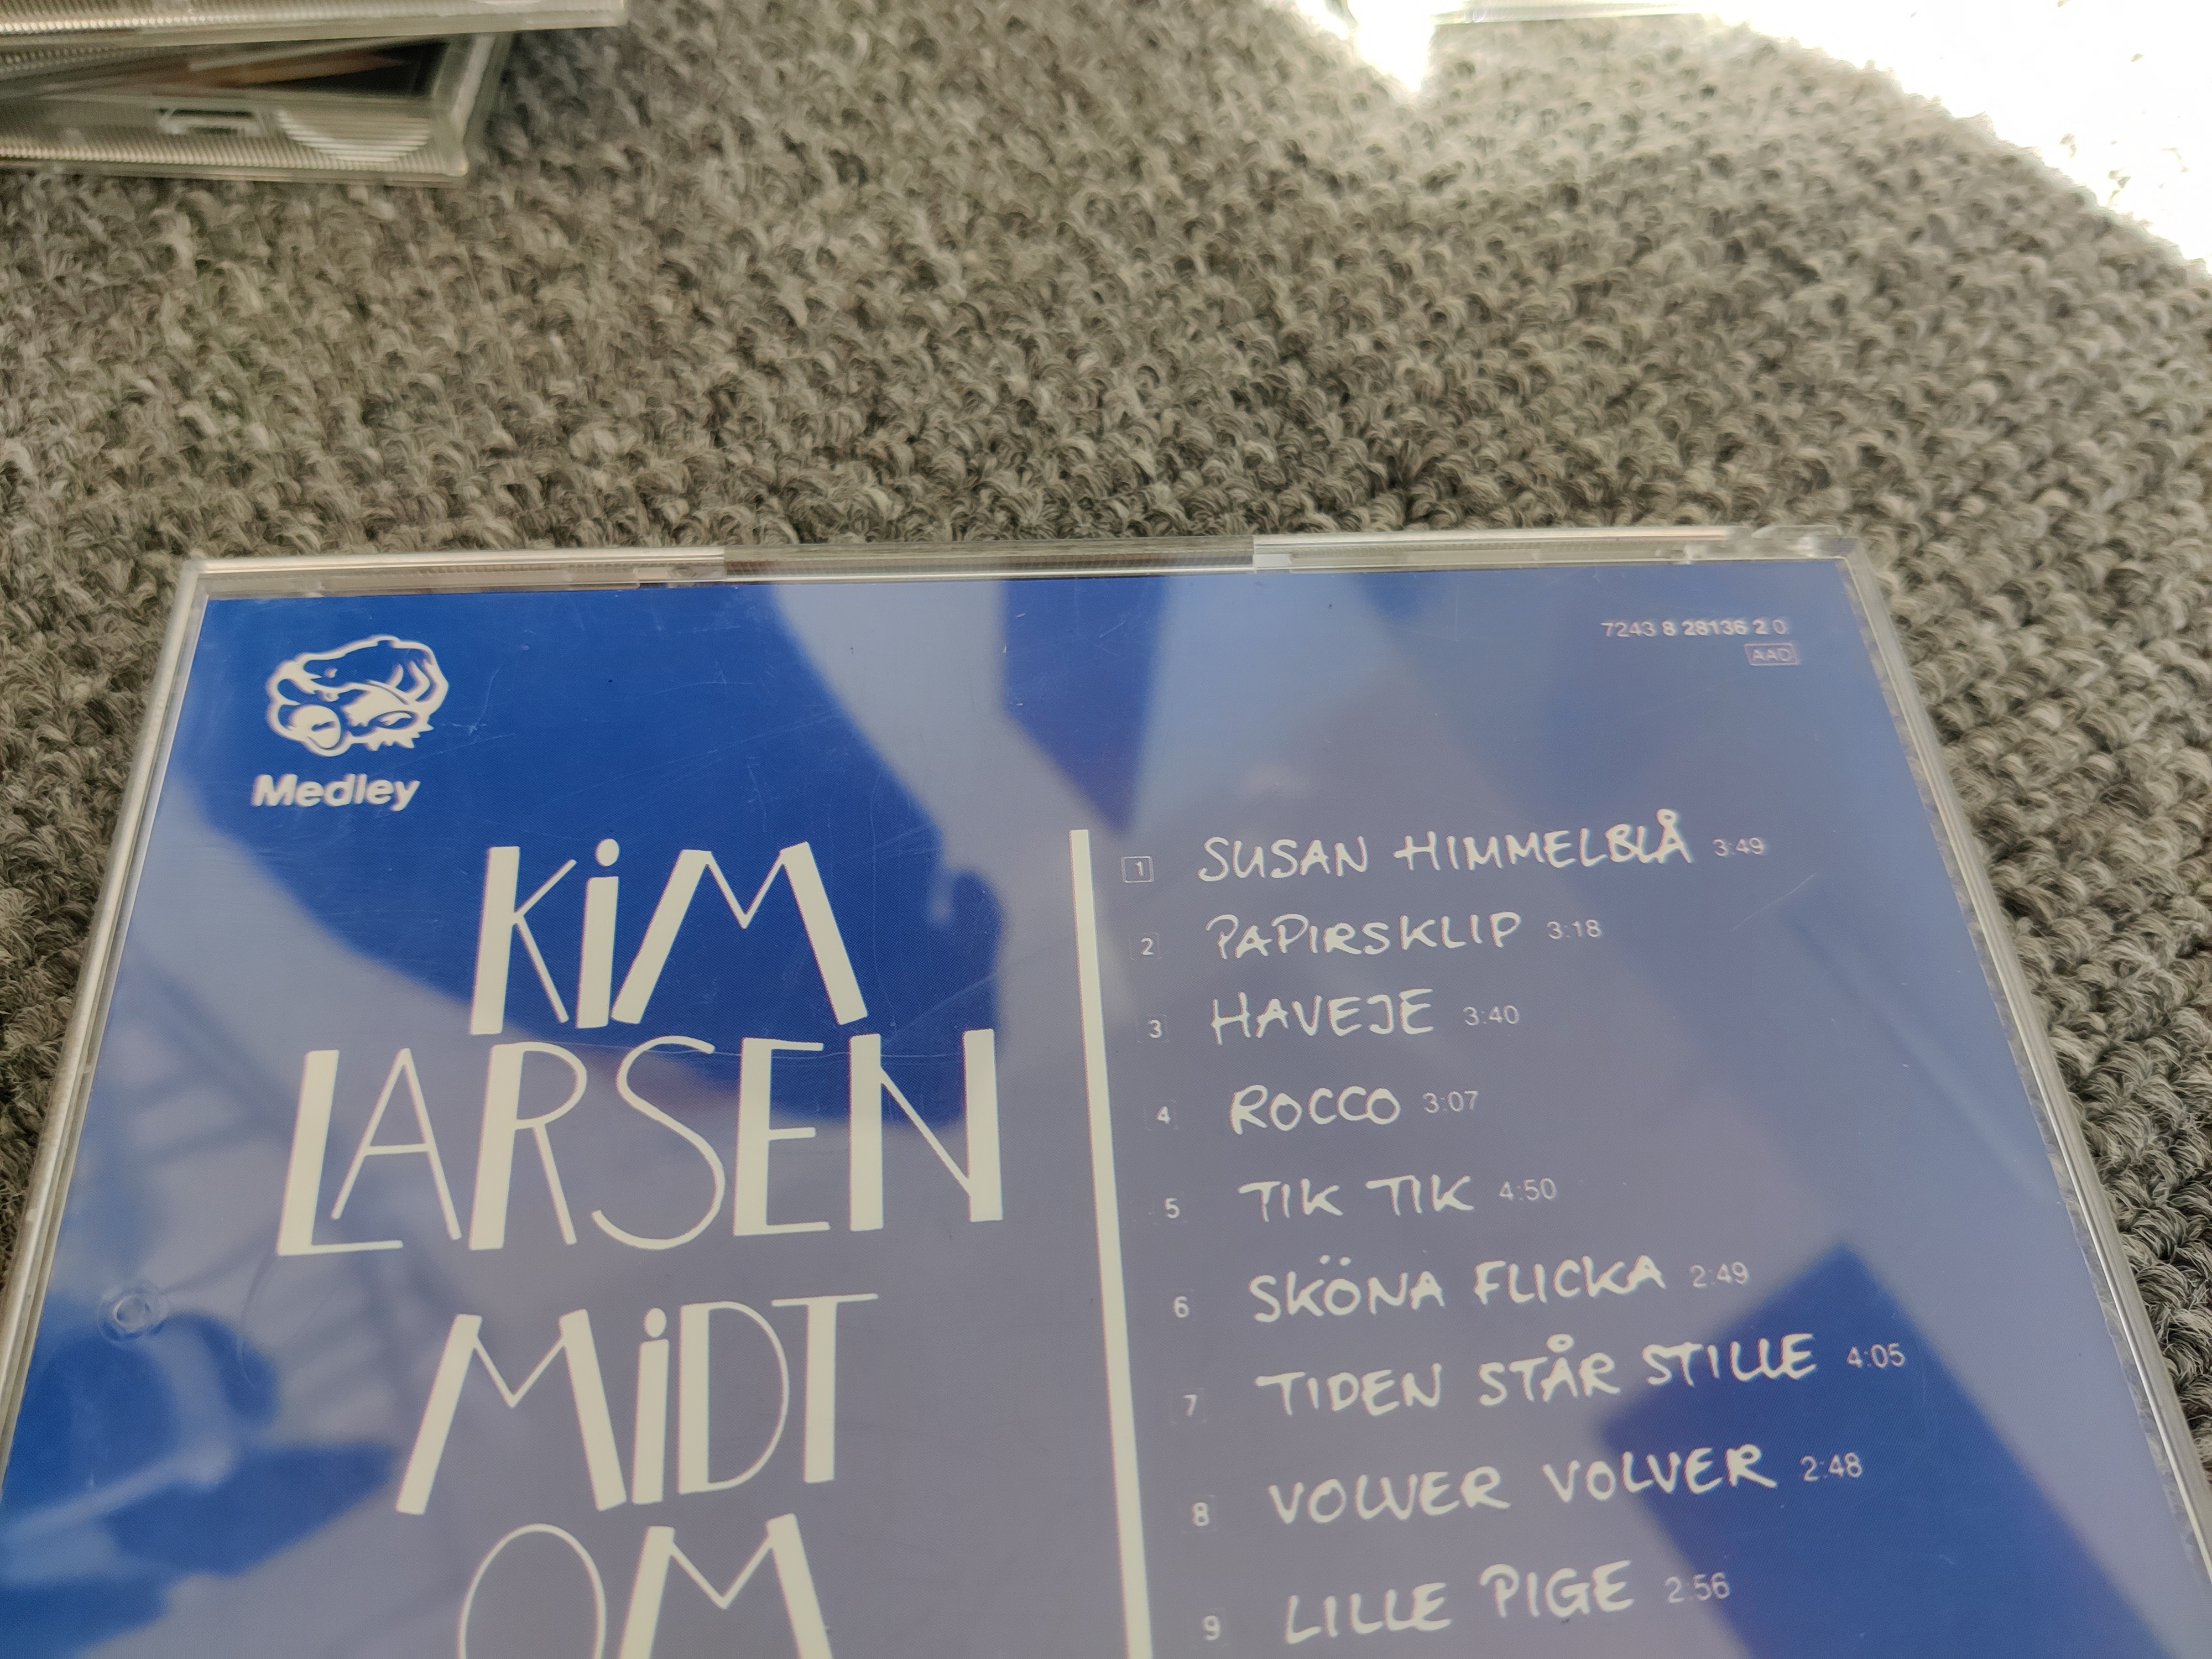 Medley
7243 8 28136 2 0
AAD
KiM
LARSEN
MiDT
OM
1 SUSAN HIMMELBLÅ 3:49
2 PAPIRSKLIP 3:18
3 HAVEJE 3:40
4 ROCCO 3:07
5 TIK TIK 4:50
6 SKÖNA FLICKA 2:49
7 TIDEN STÅR STILLE 4:05
8 VOLVER VOLVER 2:48
9 LILLE PIGE 2:56